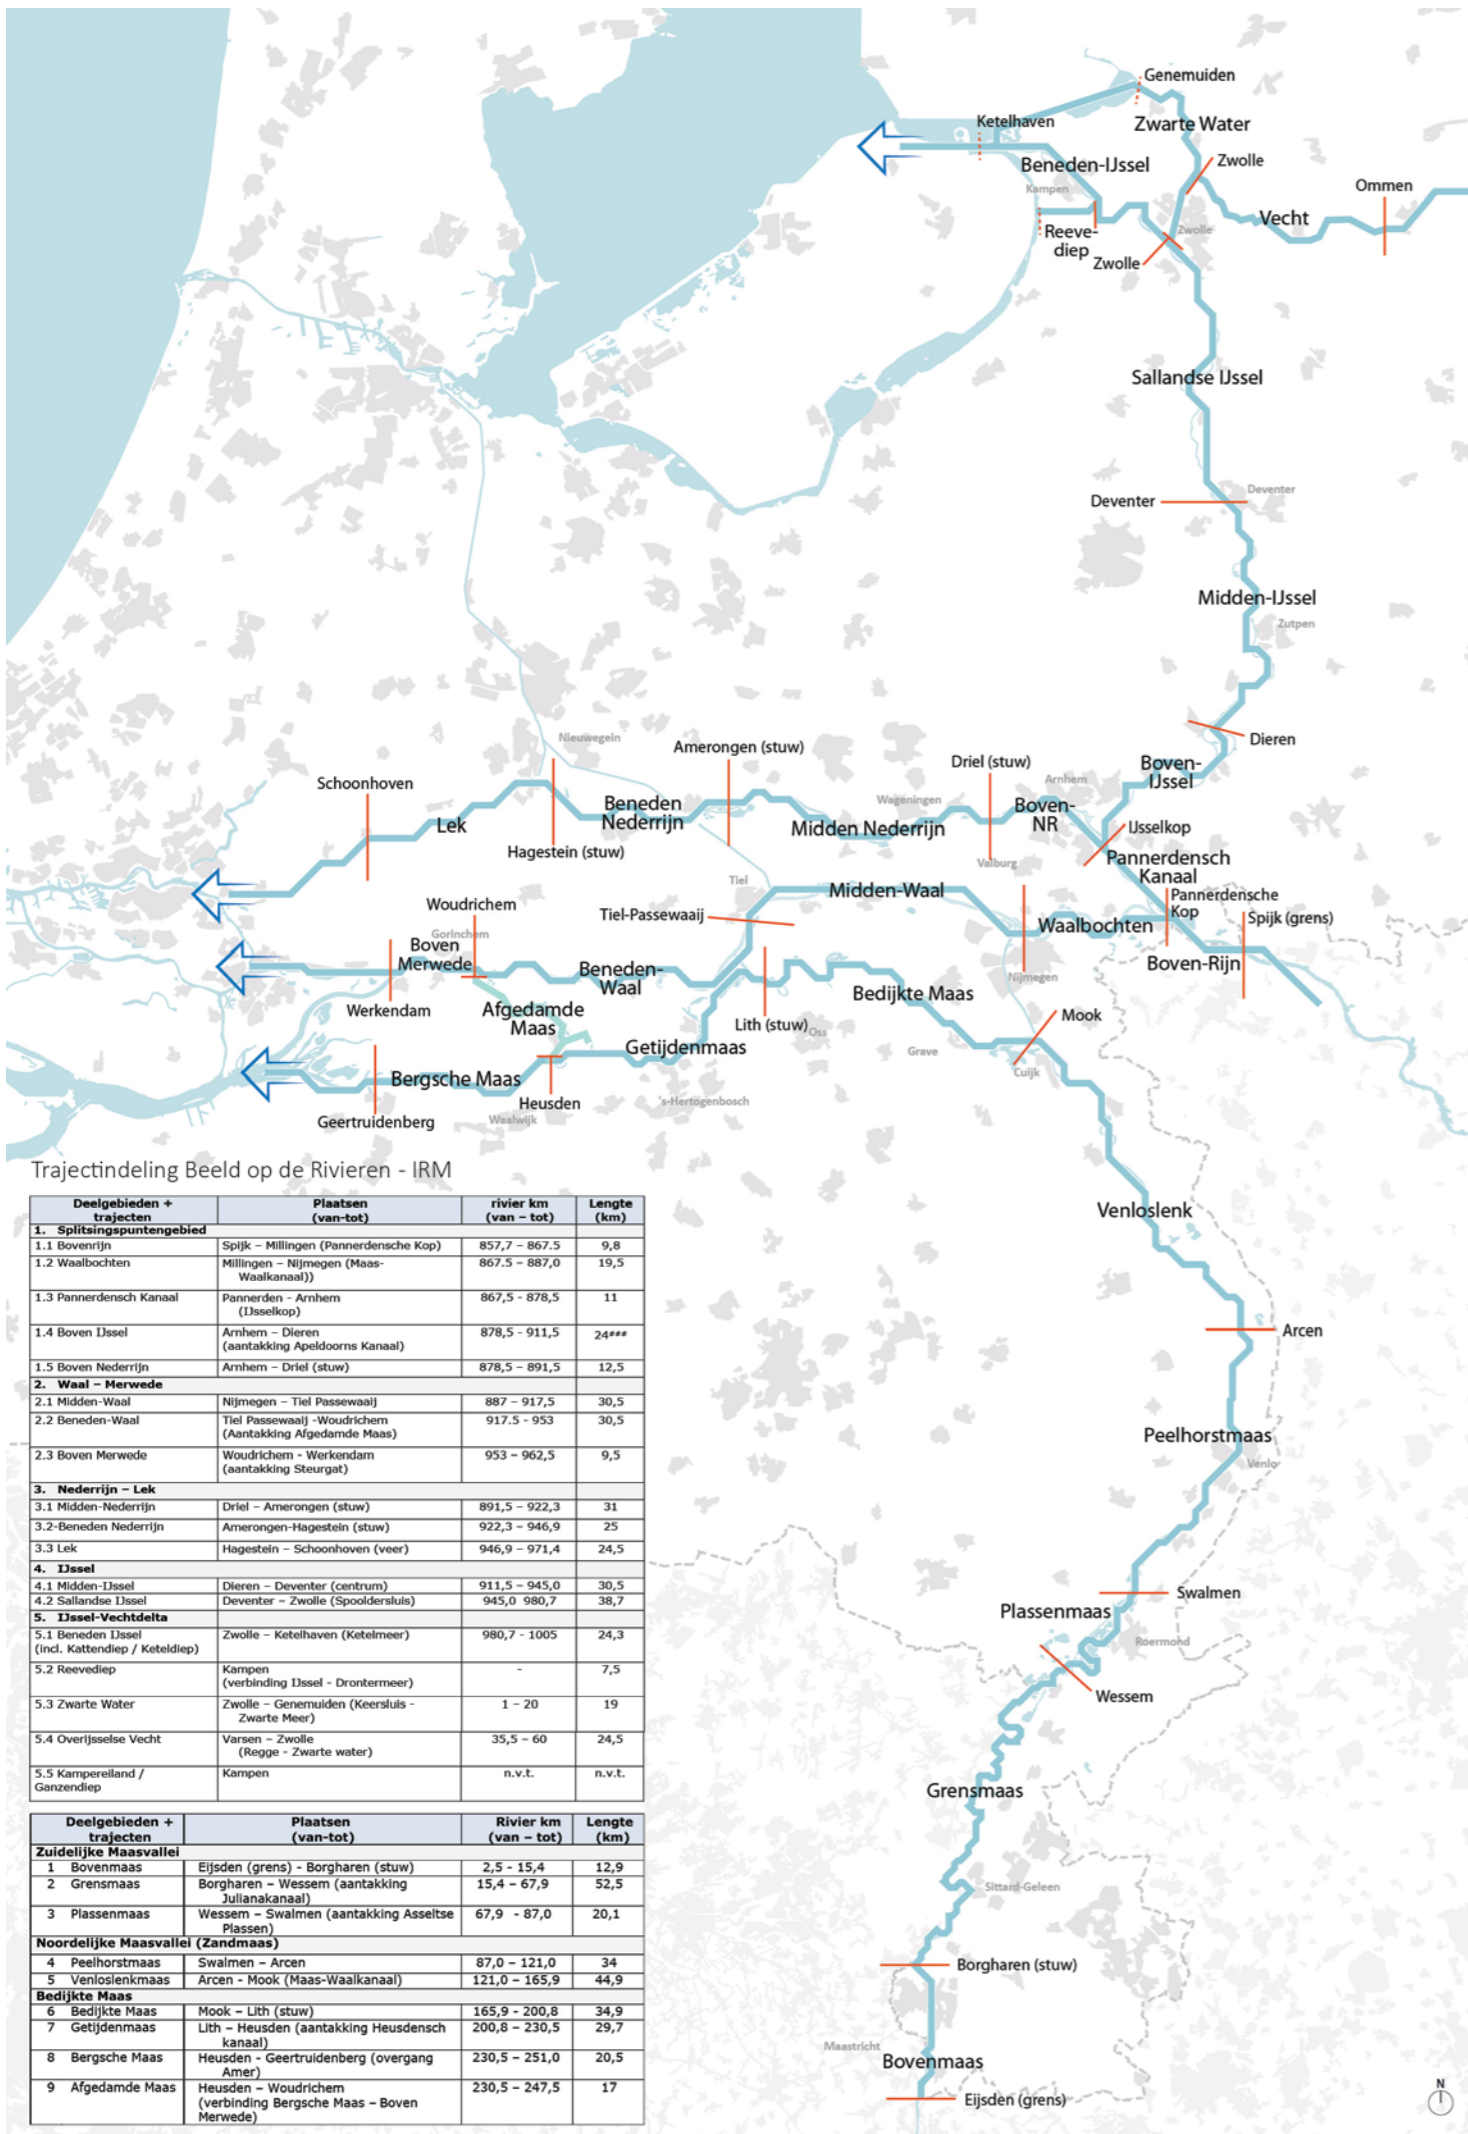 Genemuiden
Ketelhaven
Zwarte Water
Beneden-IJssel
Zwolle
Kampen
Ommen
Vecht
Reeve-
diep
Zwolle
Zwolle
Sallandse IJssel
Deventer
Deventer
Midden-IJssel
Zutpen
Dieren
Nieuwegein
Amerongen (stuw)
Driel (stuw)
Boven-
IJssel
Arnhem
Schoonhoven
Beneden
Nederrijn
Wageningen
Boven-
NR
Lek
Midden Nederrijn
IJsselkop
Hagestein (stuw)
Valburg
Pannerdensch
Kanaal
Tiel
Midden-Waal
Pannerdensche
Kop
Woudrichem
Tiel-Passewaaij
Waalbochten
Spijk (grens)
Gorinchem
Boven
Merwede
Beneden-
Waal
Boven-Rijn
Nijmegen
Bedijkte Maas
Werkendam
Afgedamde
Maas
Lith (stuw)
Oss
Mook
Getijdenmaas
Grave
Cuijk
Bergsche Maas
Heusden
's-Hertogenbosch
Geertruidenberg
Waalwijk
Trajectindeling Beeld op de Rivieren - IRM
Venloslenk
Arcen
Peelhorstmaas
Venlo
Swalmen
Plassenmaas
Roermond
Wessem
Grensmaas
Sittard-Geleen
Borgharen (stuw)
Maastricht
Bovenmaas
Eijsden (grens)
N
Deelgebieden + trajecten Plaatsen (van-tot) rivier km (van – tot) Lengte (km)
1. Splitsingspuntengebied
1.1 Bovenrijn Spijk – Millingen (Pannerdensche Kop) 857,7 – 867.5 9,8
1.2 Waalbochten Millingen – Nijmegen (Maas- 867.5 – 887,0 19,5
Waalkanaal))
1.3 Pannerdensch Kanaal Pannerden - Arnhem 867,5 - 878,5 11
(IJsselkop)
1.4 Boven IJssel Arnhem – Dieren 878,5 - 911,5 24###
(aantakking Apeldoorns Kanaal)
1.5 Boven Nederrijn Arnhem – Driel (stuw) 878,5 – 891,5 12,5
2. Waal – Merwede
2.1 Midden-Waal Nijmegen – Tiel Passewaaij 887 – 917,5 30,5
2.2 Beneden-Waal Tiel Passewaaij -Woudrichem 917.5 - 953 30,5
(Aantakking Afgedamde Maas)
2.3 Boven Merwede Woudrichem - Werkendam 953 – 962,5 9,5
(aantakking Steurgat)
3. Nederrijn – Lek
3.1 Midden-Nederrijn Driel – Amerongen (stuw) 891,5 – 922,3 31
3.2-Beneden Nederrijn Amerongen-Hagestein (stuw) 922,3 – 946,9 25
3.3 Lek Hagestein – Schoonhoven (veer) 946,9 – 971,4 24,5
4. IJssel
4.1 Midden-IJssel Dieren – Deventer (centrum) 911,5 – 945,0 30,5
4.2 Sallandse IJssel Deventer – Zwolle (Spooldersluis) 945,0 980,7 38,7
5. IJssel-Vechtdelta
5.1 Beneden IJssel Zwolle – Ketelhaven (Ketelmeer) 980,7 - 1005 24,3
(incl. Kattendiep / Keteldiep)
5.2 Reevediep Kampen - 7,5
(verbinding IJssel - Drontermeer)
5.3 Zwarte Water Zwolle – Genemuiden (Keersluis - 1 – 20 19
Zwarte Meer)
5.4 Overijsselse Vecht Varsen – Zwolle 35,5 – 60 24,5
(Regge - Zwarte water)
5.5 Kampereiland / Kampen n.v.t. n.v.t.
Ganzendiep
Deelgebieden + trajecten Plaatsen (van-tot) Rivier km (van – tot) Lengte (km)
Zuidelijke Maasvallei
1 Bovenmaas Eijsden (grens) - Borgharen (stuw) 2,5 - 15,4 12,9
2 Grensmaas Borgharen – Wessem (aantakking 15,4 – 67,9 52,5
Julianakanaal)
3 Plassenmaas Wessem – Swalmen (aantakking Asseltse 67,9 - 87,0 20,1
Plassen)
Noordelijke Maasvallei (Zandmaas)
4 Peelhorstmaas Swalmen – Arcen 87,0 – 121,0 34
5 Venloslenkmaas Arcen - Mook (Maas-Waalkanaal) 121,0 – 165,9 44,9
Bedijkte Maas
6 Bedijkte Maas Mook – Lith (stuw) 165,9 - 200,8 34,9
7 Getijdenmaas Lith – Heusden (aantakking Heusdensch 200,8 – 230,5 29,7
kanaal)
8 Bergsche Maas Heusden - Geertruidenberg (overgang 230,5 – 251,0 20,5
Amer)
9 Afgedamde Maas Heusden – Woudrichem 230,5 – 247,5 17
(verbinding Bergsche Maas – Boven
Merwede)